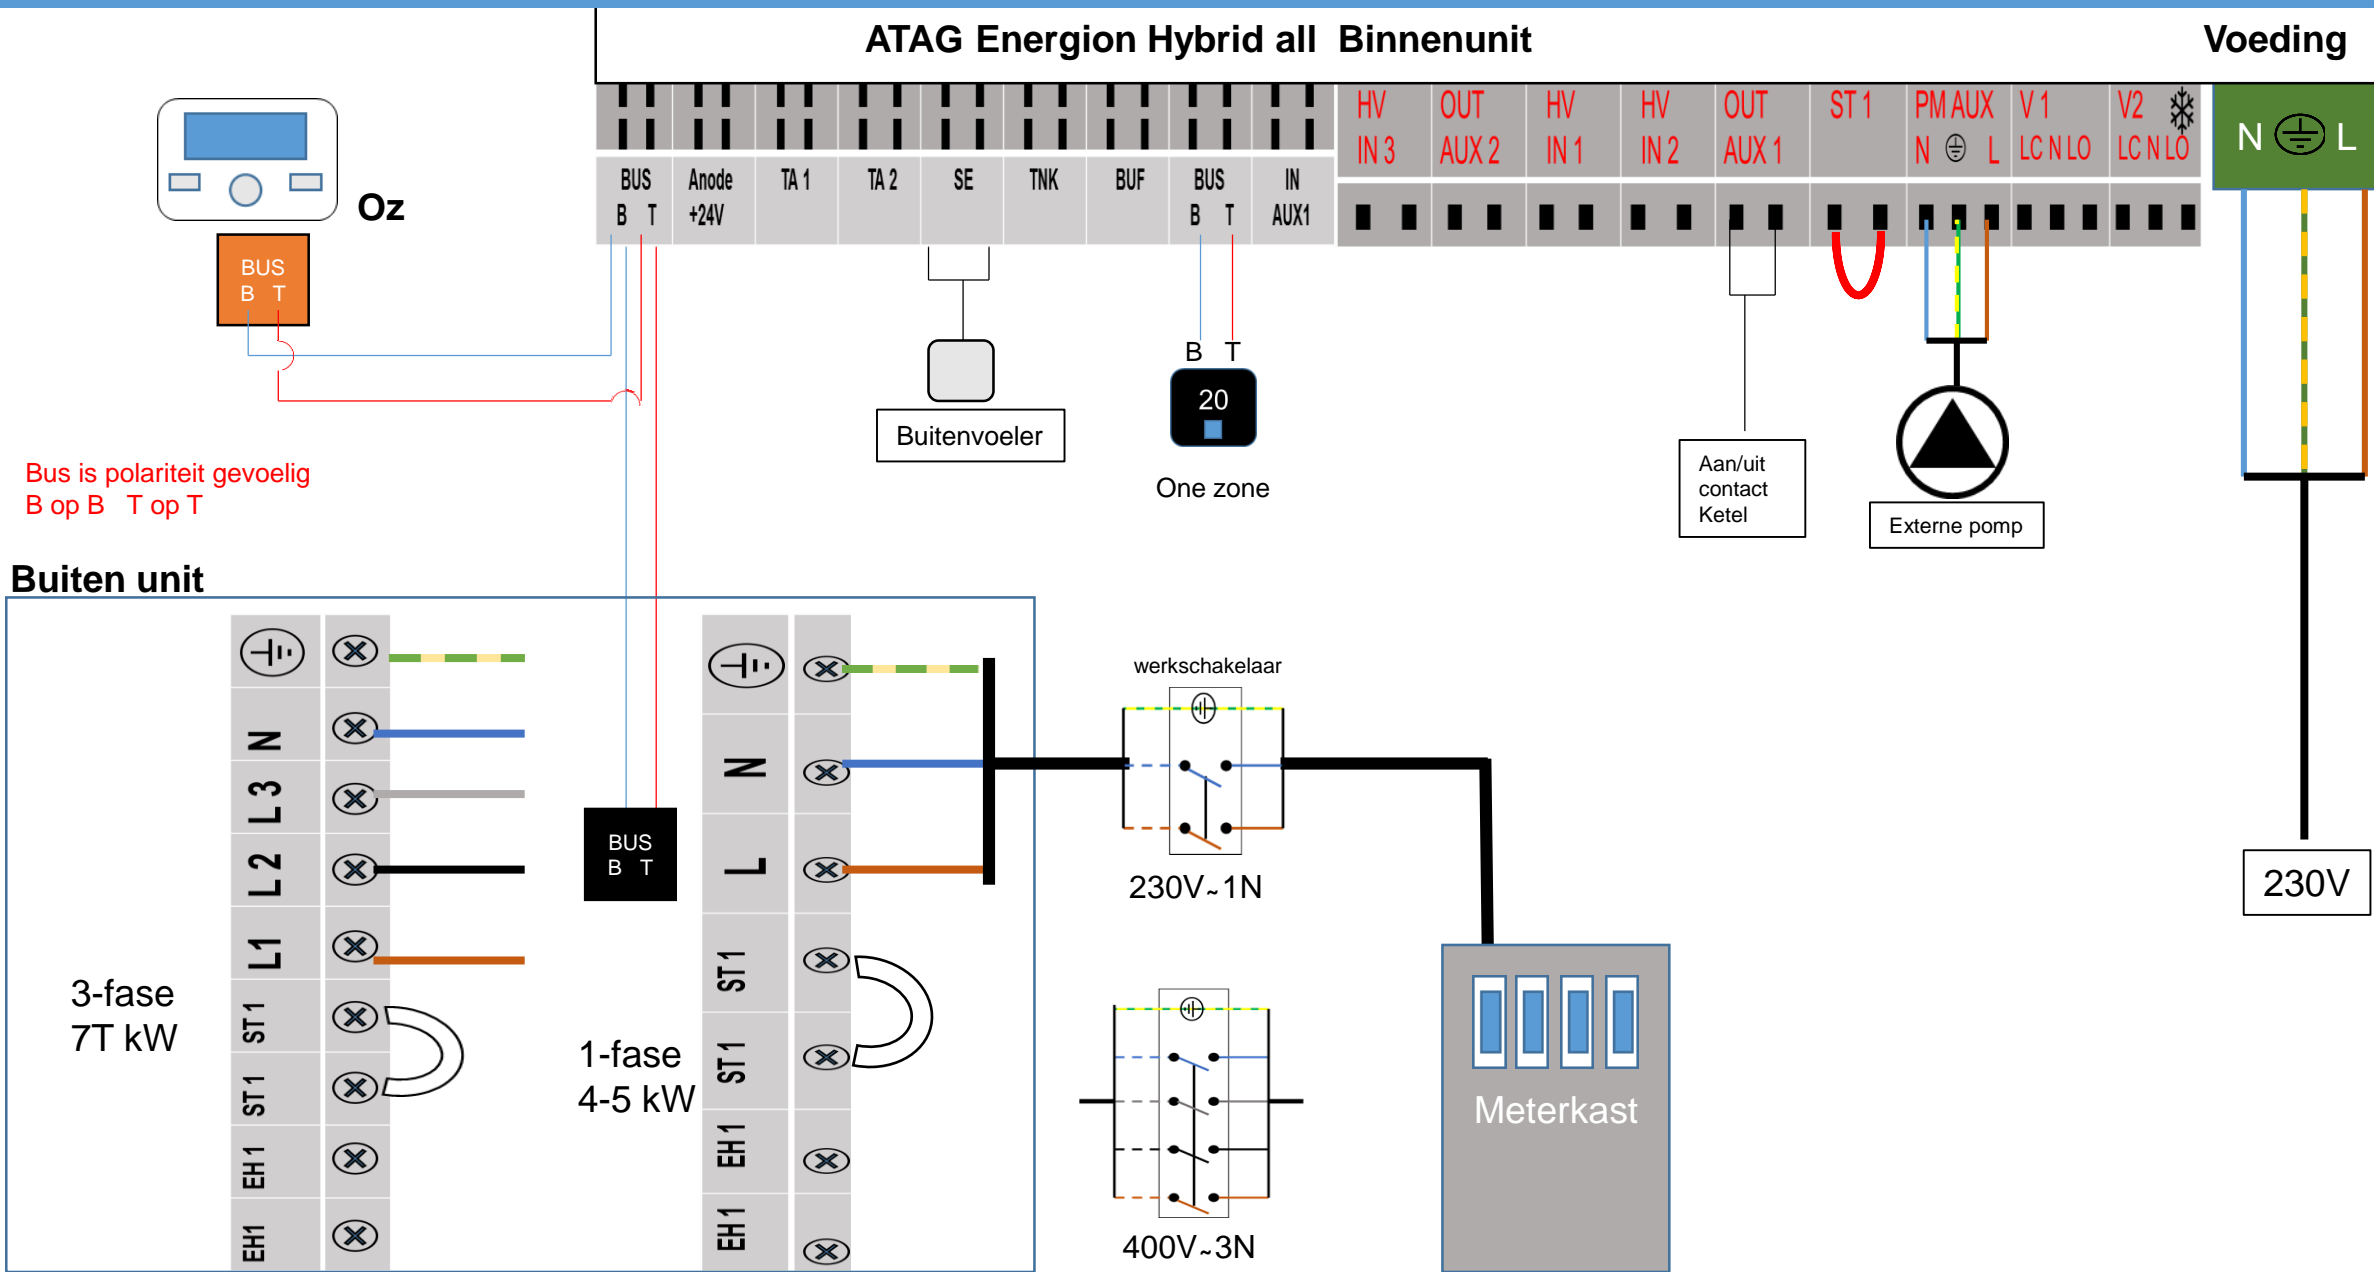 ATAG Energion Hybrid all Binnenunit
Voeding
HV
IN 3
OUT
AUX 2
HV
IN 1
HV
IN 2
OUT
AUX 1
ST 1
PM AUX
N L
V 1
LC N LO
V2
LC N LO
N L
BUS
B T
Anode
+24V
TA 1
TA 2
SE
TNK
BUF
BUS
B T
IN
AUX1
Oz
BUS
B T
B T
20
One zone
Buitenvoeler
Aan/uit
contact
Ketel
Externe pomp
Bus is polariteit gevoelig
B op B T op T
Buiten unit
N
L 3
L 2
L1
ST 1
ST 1
EH 1
EH1
3-fase
7T kW
BUS
B T
1-fase
4-5 kW
N
L
ST 1
ST 1
EH 1
EH 1
werkschakelaar
230V~1N
400V~3N
Meterkast
230V